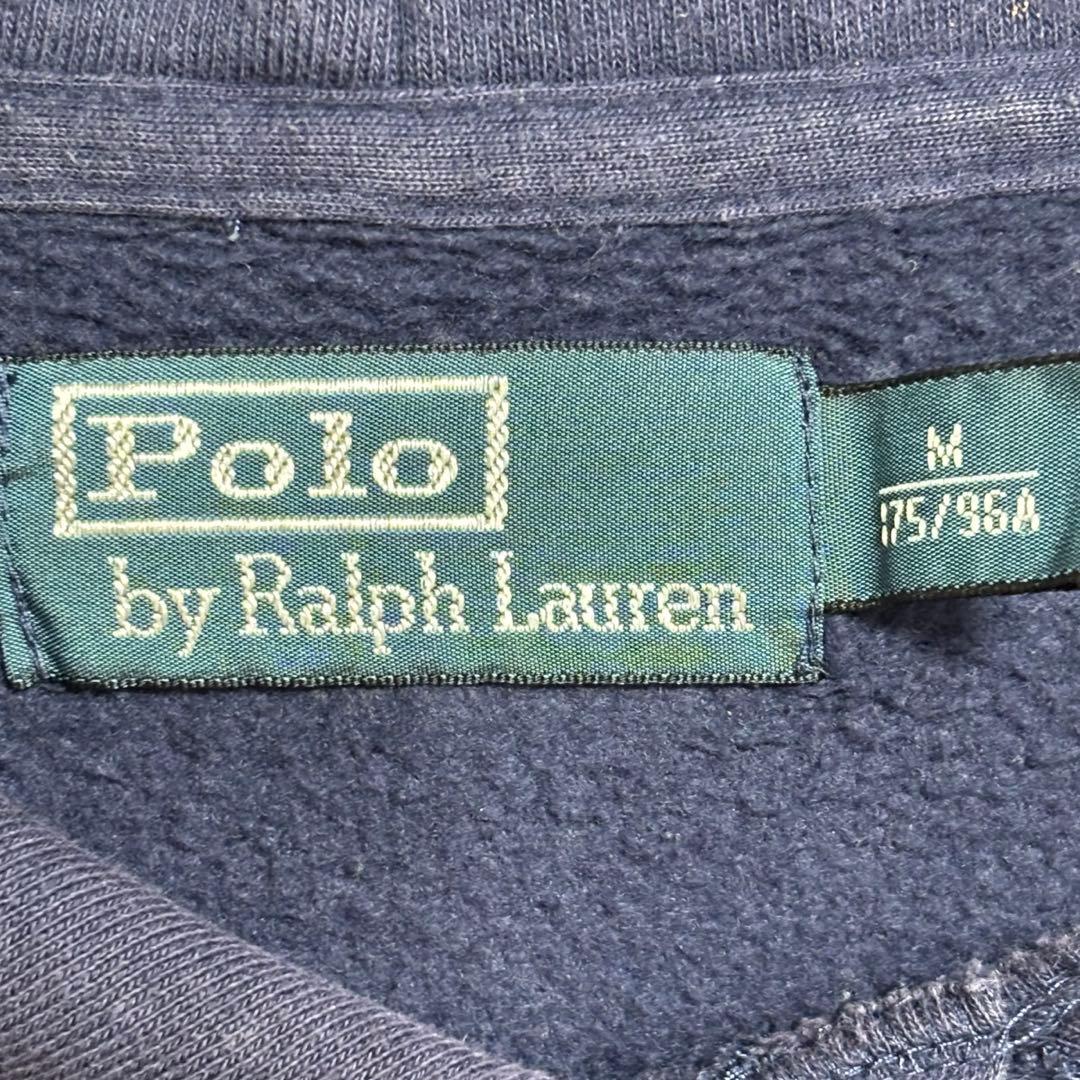 Polo
by Ralph Lauren
M
175/96A